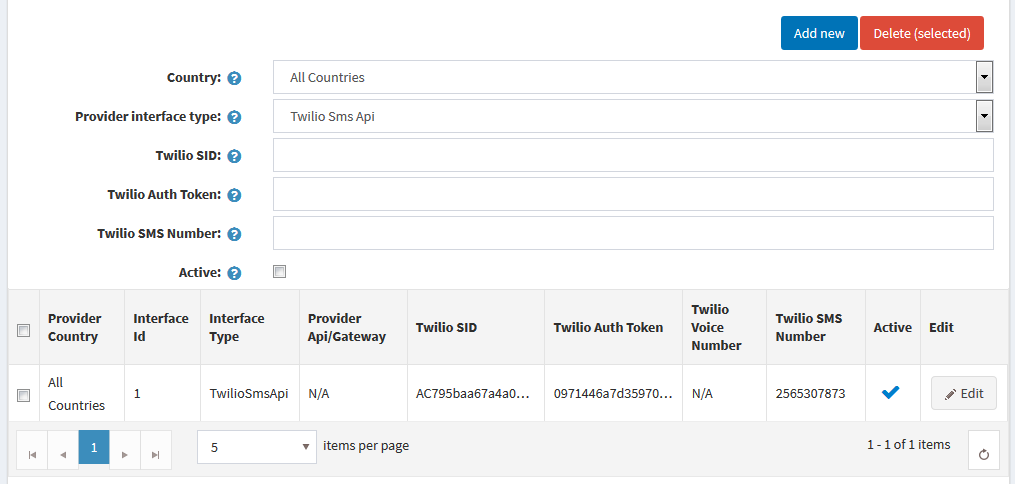 Add new Delete (selected)
Country: ? All Countries
Provider interface type: ? Twilio Sms Api
Twilio SID: ?
Twilio Auth Token: ?
Twilio SMS Number: ?
Active: ?
Provider Country Interface Id Interface Type Provider Api/Gateway Twilio SID Twilio Auth Token Twilio Voice Number Twilio SMS Number Active Edit
All Countries 1 TwilioSmsApi N/A AC795baa67a4a0... 0971446a7d35970... N/A 2565307873 Edit
1 5 items per page 1 - 1 of 1 items